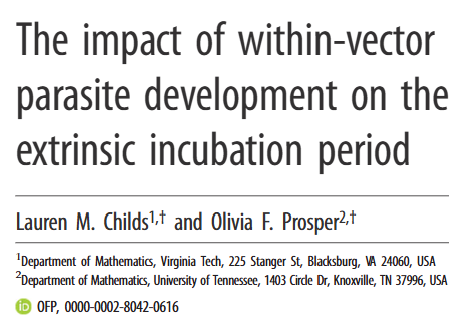 The impact of within-vector
parasite development on the
extrinsic incubation period
Lauren M. Childs1,† and Olivia F. Prosper2,†
1Department of Mathematics, Virginia Tech, 225 Stanger St, Blacksburg, VA 24060, USA
2Department of Mathematics, University of Tennessee, 1403 Circle Dr, Knoxville, TN 37996, USA
iD OFP, 0000-0002-8042-0616